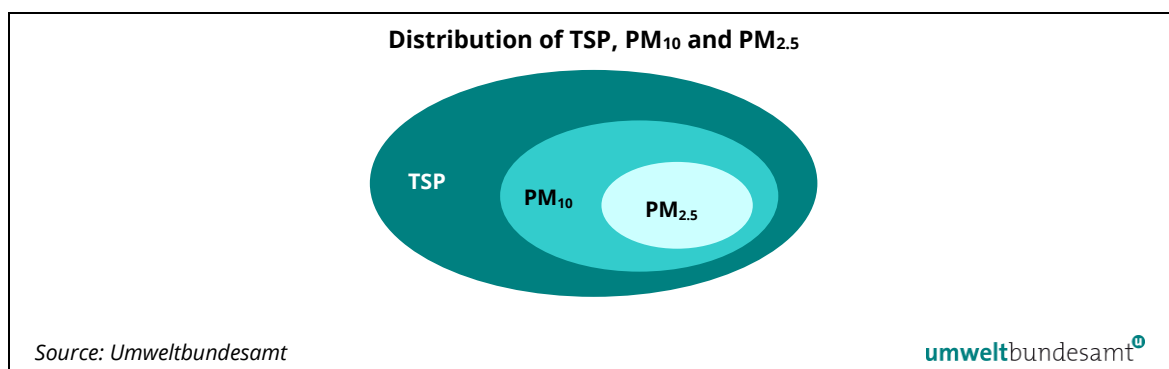 Distribution of TSP, PM₁₀ and PM₂.₅
TSP
PM₁₀
PM₂.₅
Source: Umweltbundesamt
umweltbundesamt ᵘ